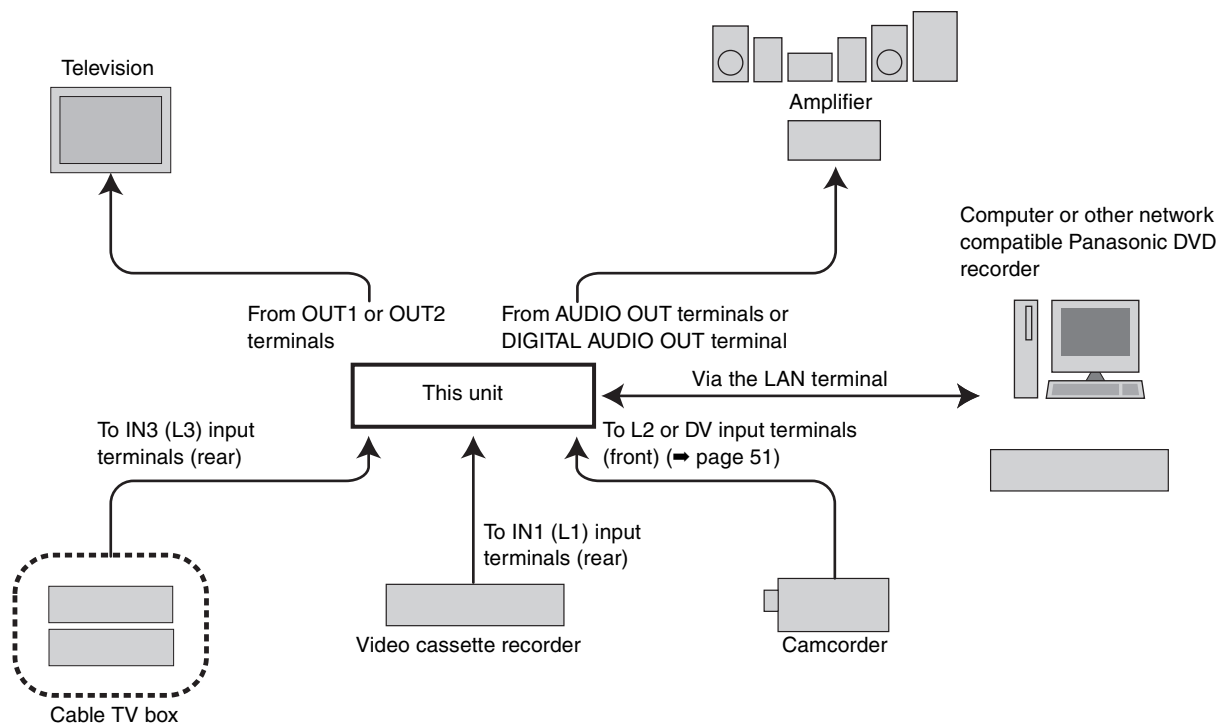 Television
Amplifier
Computer or other network
compatible Panasonic DVD
recorder
From OUT1 or OUT2
terminals
From AUDIO OUT terminals or
DIGITAL AUDIO OUT terminal
This unit
Via the LAN terminal
To IN3 (L3) input
terminals (rear)
To L2 or DV input terminals
(front) (➡ page 51)
To IN1 (L1) input
terminals (rear)
Video cassette recorder
Camcorder
Cable TV box